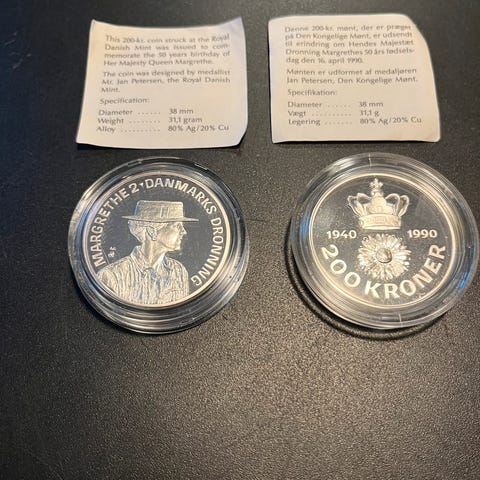 This 200-kr. coin struck at the Royal
Danish Mint was issued to com-
memorate the 50 years birthday of
Her Majesty Queen Margrethe.
The coin was designed by medallist
Mr. Jan Petersen, the Royal Danish
Mint.
Specification:
Diameter ...... 38 mm
Weight ...... 31,1 gram
Alloy ......... 80% Ag/20% Cu
Denne 200-kr. mønt, der er præget
på Den Kongelige Mønt, er udsendt
til erindring om Hendes Majestæt
Dronning Margrethes 50 års fødsels-
dag den 16. april 1990.
Mønten er udformet af medaljøren
Jan Petersen, Den Kongelige Mønt.
Specifikation:
Diameter ...... 38 mm
Vægt ......... 31,1 g
Legering ...... 80% Ag/20% Cu
MARGRETHE 2·DANMARKS DRONNING
1940 1990
200 KRONER